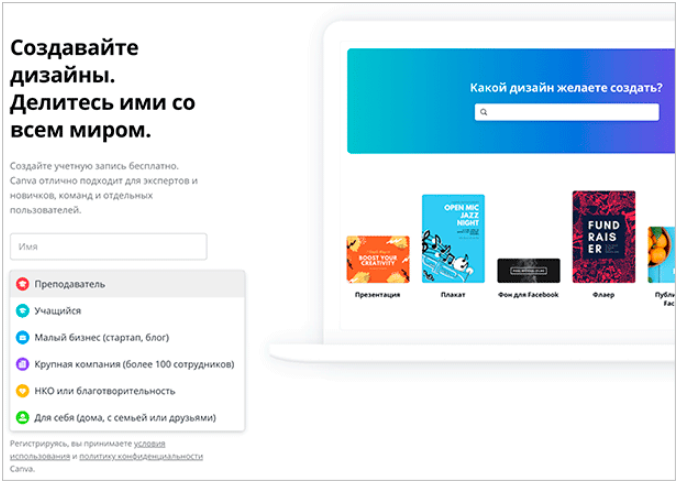 Создавайте
дизайны.
Делитесь ими со
всем миром.
Создайте учетную запись бесплатно.
Canva отлично подходит для экспертов и
новичков, команд и отдельных
пользователей.
Имя
Преподаватель
Учащийся
Малый бизнес (стартап, блог)
Крупная компания (более 100 сотрудников)
НКО или благотворительность
Для себя (дома, с семьей или друзьями)
Регистрируясь, вы принимаете условия
использования и политику конфиденциальности
Canva.
Какой дизайн желаете создать?
BOOST YOUR
CREATIVITY
Презентация
OPEN MIC
JAZZ
NIGHT
Плакат
Фон для Facebook
FUND
RAIS
ER
Флаер
Публи
Fac